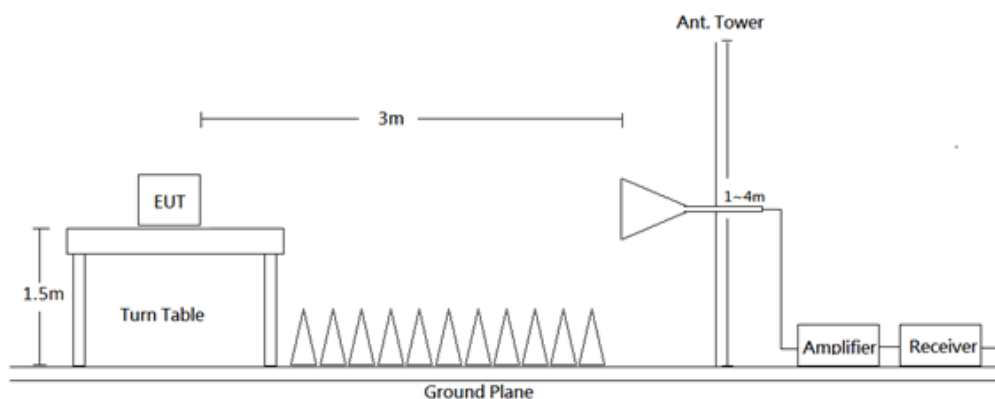 Ant. Tower
3m
EUT
1~4m
1.5m
Turn Table
Amplifier
Receiver
Ground Plane